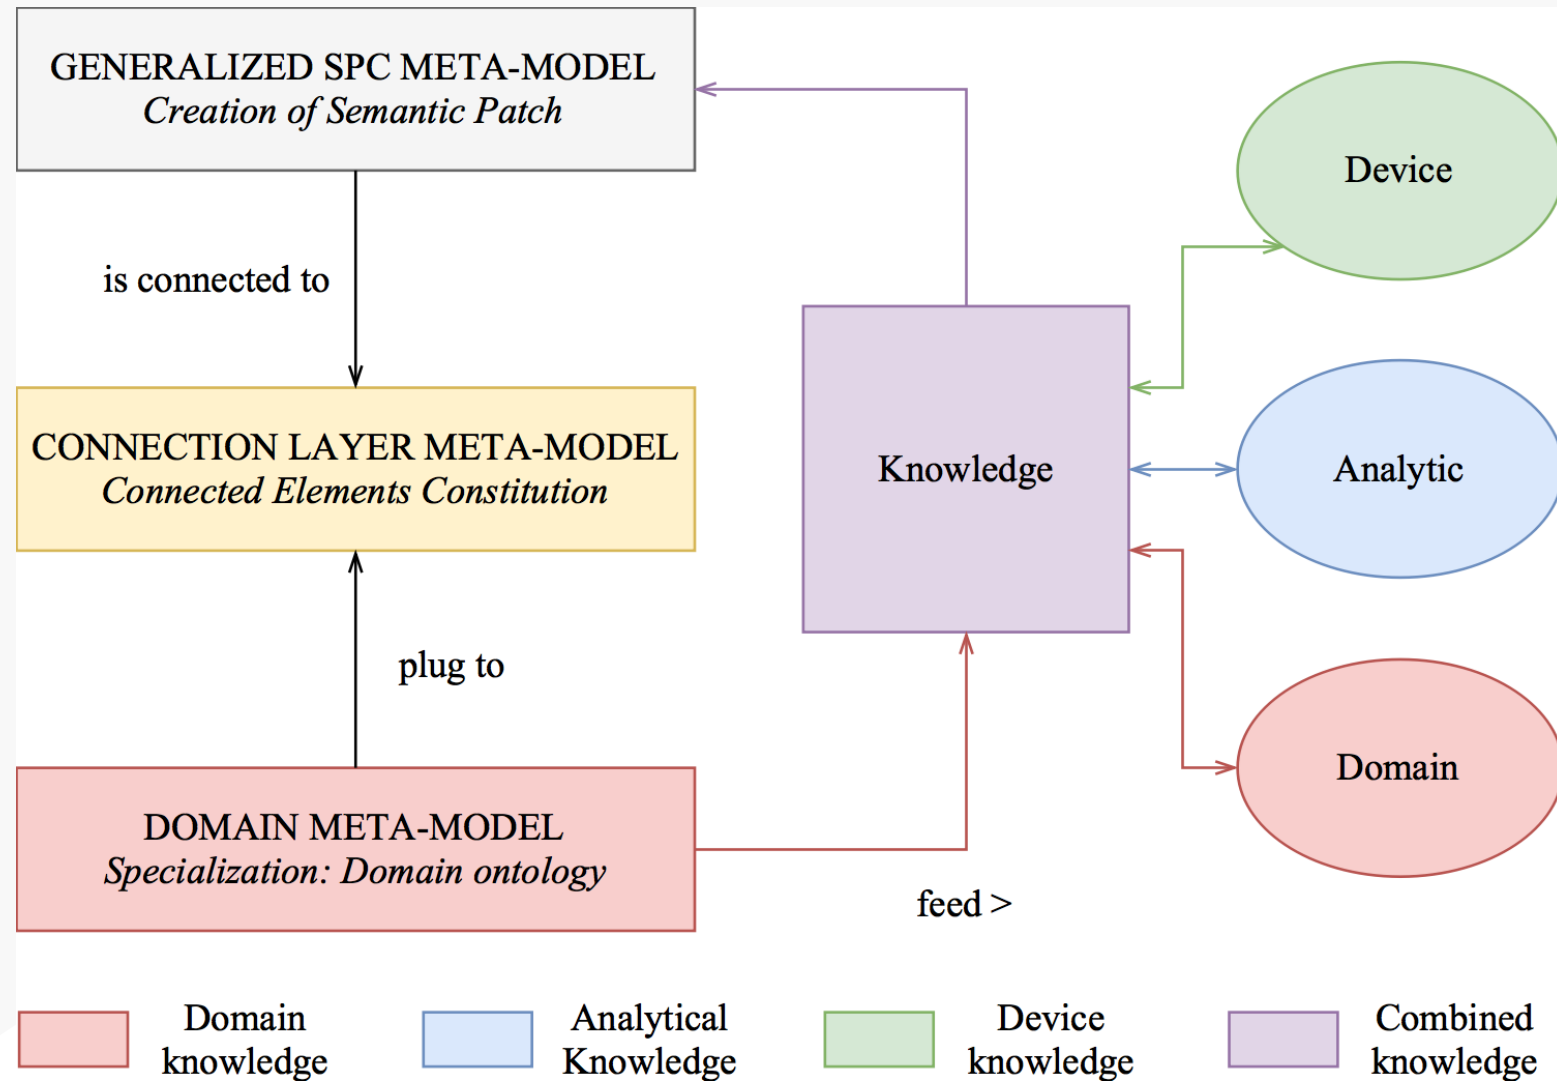 GENERALIZED SPC META-MODEL
Creation of Semantic Patch
Device
is connected to
CONNECTION LAYER META-MODEL
Connected Elements Constitution
Knowledge
Analytic
plug to
Domain
DOMAIN META-MODEL
Specialization: Domain ontology
feed >
Domain
knowledge
Analytical
Knowledge
Device
knowledge
Combined
knowledge